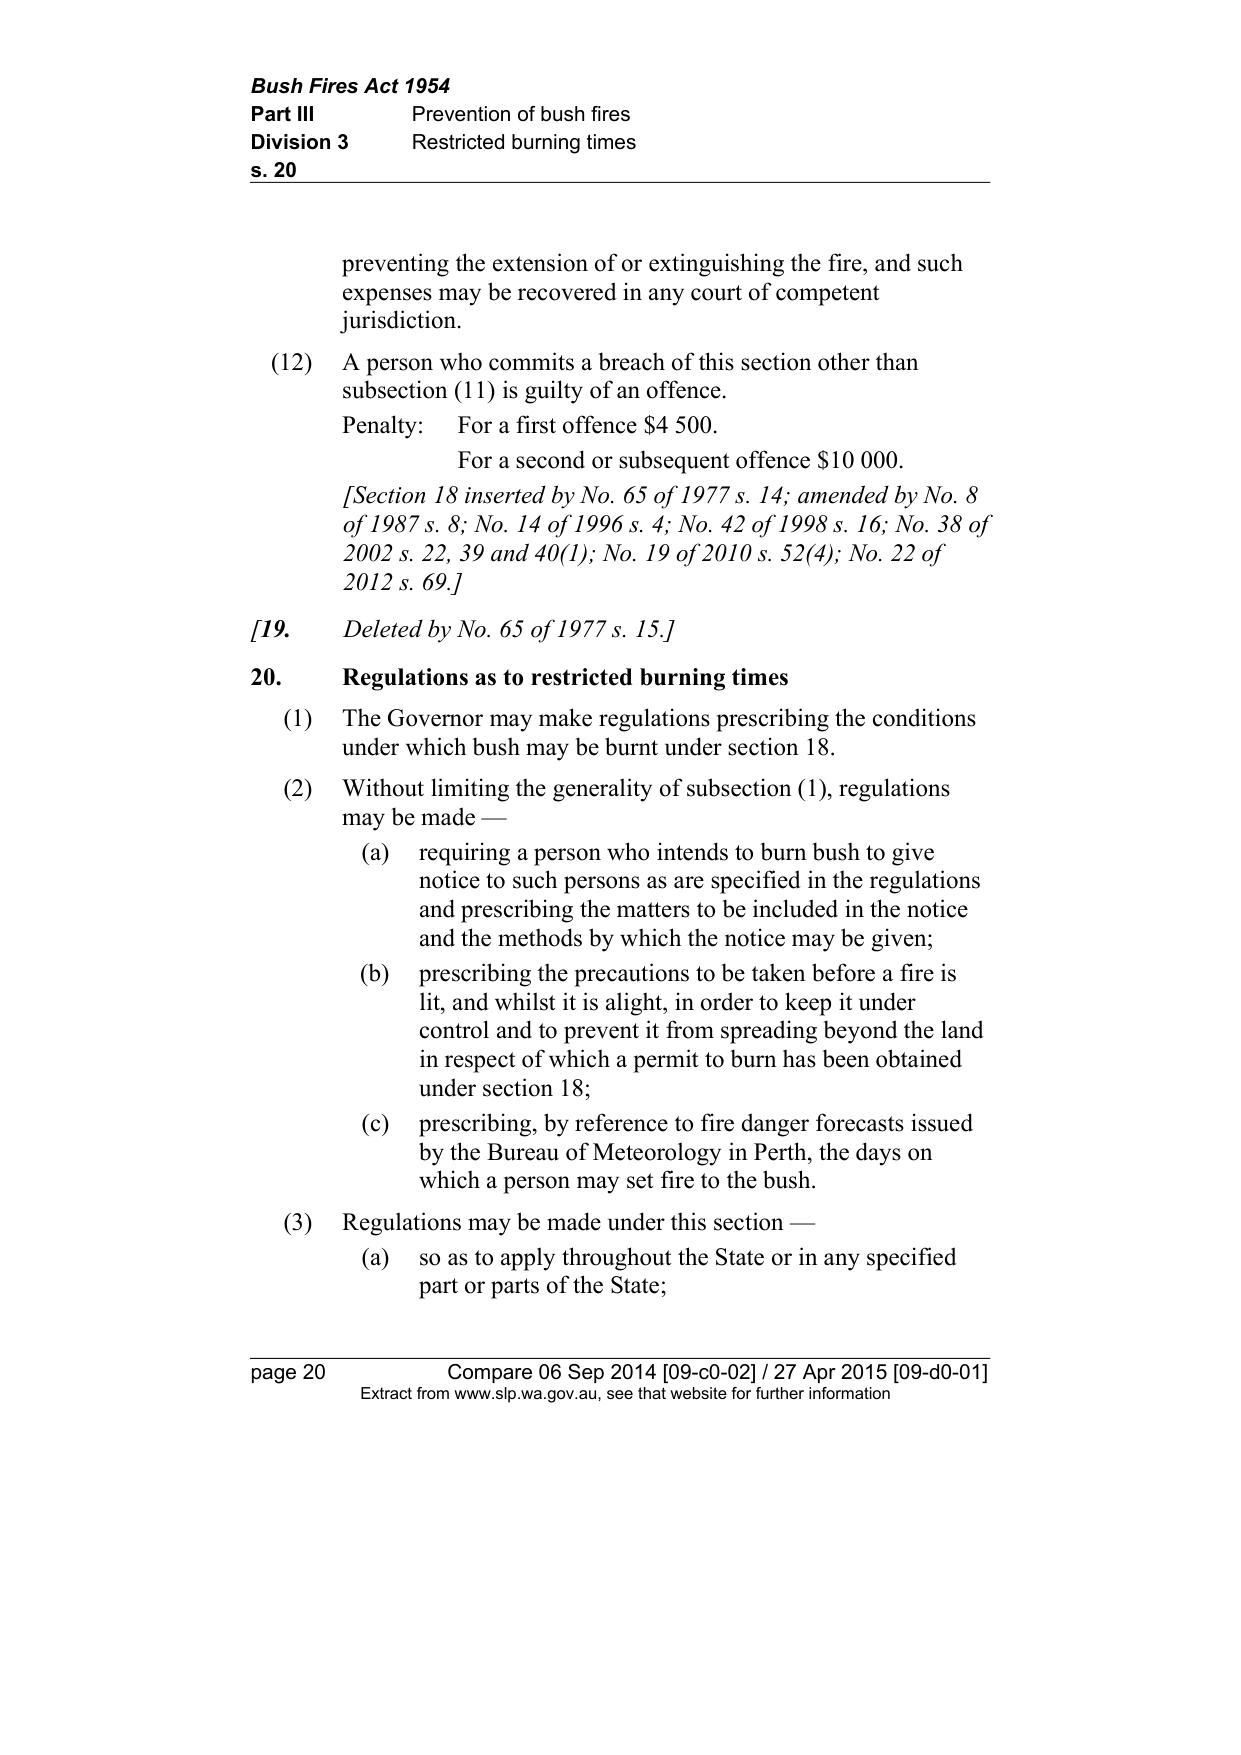 Bush Fires Act 1954
Part III Prevention of bush fires
Division 3 Restricted burning times
s. 20
preventing the extension of or extinguishing the fire, and such
expenses may be recovered in any court of competent
jurisdiction.
(12) A person who commits a breach of this section other than
subsection (11) is guilty of an offence.
Penalty: For a first offence $4 500.
For a second or subsequent offence $10 000.
[Section 18 inserted by No. 65 of 1977 s. 14; amended by No. 8
of 1987 s. 8; No. 14 of 1996 s. 4; No. 42 of 1998 s. 16; No. 38 of
2002 s. 22, 39 and 40(1); No. 19 of 2010 s. 52(4); No. 22 of
2012 s. 69.]
[19. Deleted by No. 65 of 1977 s. 15.]
20. Regulations as to restricted burning times
(1) The Governor may make regulations prescribing the conditions
under which bush may be burnt under section 18.
(2) Without limiting the generality of subsection (1), regulations
may be made —
(a) requiring a person who intends to burn bush to give
notice to such persons as are specified in the regulations
and prescribing the matters to be included in the notice
and the methods by which the notice may be given;
(b) prescribing the precautions to be taken before a fire is
lit, and whilst it is alight, in order to keep it under
control and to prevent it from spreading beyond the land
in respect of which a permit to burn has been obtained
under section 18;
(c) prescribing, by reference to fire danger forecasts issued
by the Bureau of Meteorology in Perth, the days on
which a person may set fire to the bush.
(3) Regulations may be made under this section —
(a) so as to apply throughout the State or in any specified
part or parts of the State;
page 20 Compare 06 Sep 2014 [09-c0-02] / 27 Apr 2015 [09-d0-01]
Extract from www.slp.wa.gov.au, see that website for further information